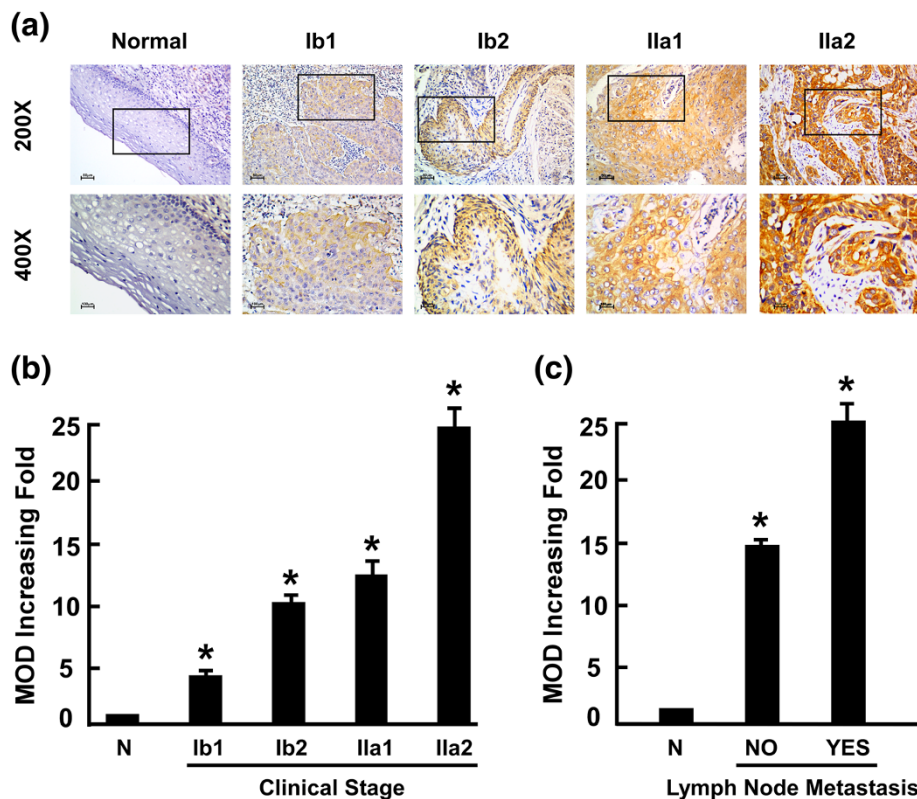 (a)
Normal Ib1 Ib2 IIa1 IIa2
200X
400X
(b)
MOD Increasing Fold
25
20
15
10
5
0
* * * *
N Ib1 Ib2 IIa1 IIa2
Clinical Stage
(c)
MOD Increasing Fold
25
20
15
10
5
0
* *
N NO YES
Lymph Node Metastasis